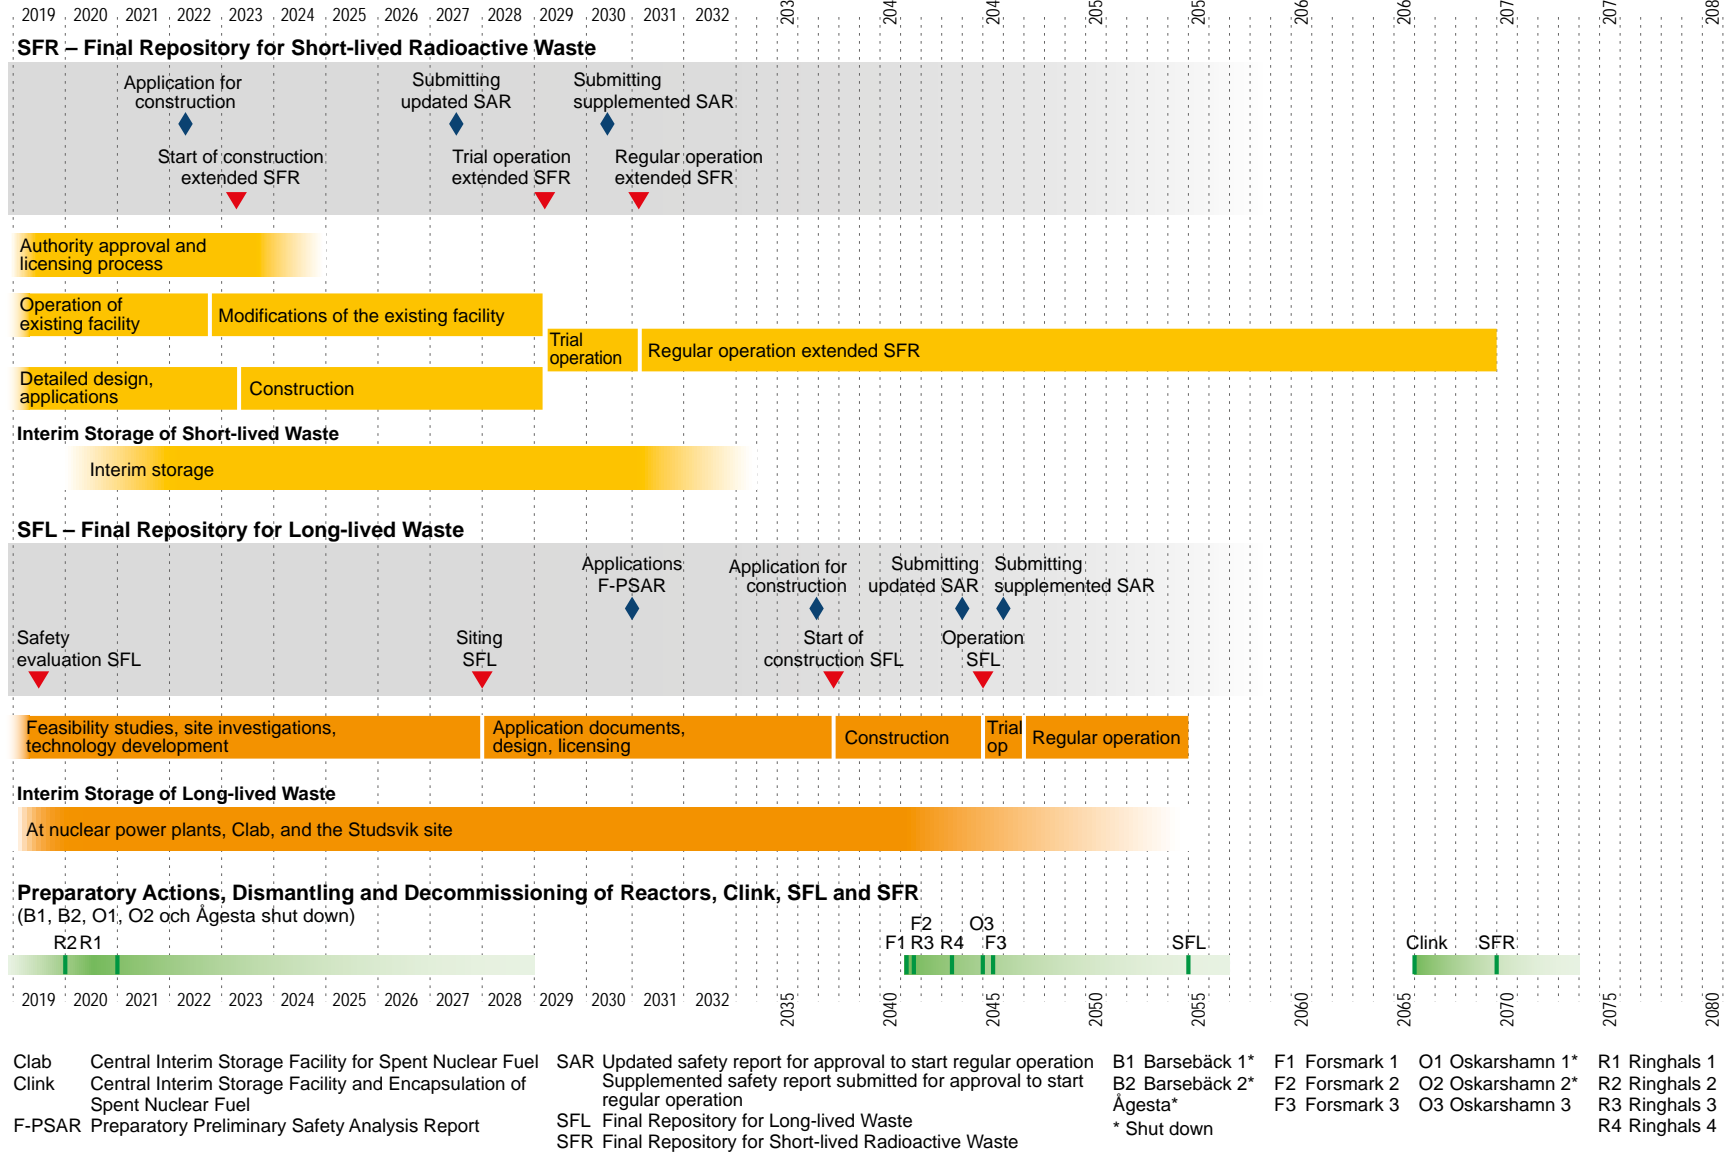 2019 2020 2021 2022 2023 2024 2025 2026 2027 2028 2029 2030 2031 2032 203 204 204 205 205 206 206 207 207 208
SFR – Final Repository for Short-lived Radioactive Waste
Application for
construction
Submitting
updated SAR
Submitting
supplemented SAR
Start of construction
extended SFR
Trial operation
extended SFR
Regular operation
extended SFR
Authority approval and
licensing process
Operation of
existing facility
Modifications of the existing facility
Trial
operation
Regular operation extended SFR
Detailed design,
applications
Construction
Interim Storage of Short-lived Waste
Interim storage
SFL – Final Repository for Long-lived Waste
Applications
F-PSAR
Application for
construction
Submitting
updated SAR
Submitting
supplemented SAR
Safety
evaluation SFL
Siting
SFL
Start of
construction SFL
Operation
SFL
Feasibility studies, site investigations,
technology development
Application documents,
design, licensing
Construction
Trial
op
Regular operation
Interim Storage of Long-lived Waste
At nuclear power plants, Clab, and the Studsvik site
Preparatory Actions, Dismantling and Decommissioning of Reactors, Clink, SFL and SFR
(B1, B2, O1, O2 och Ågesta shut down)
F2 O3
R2 R1 F1 R3 R4 F3 SFL Clink SFR
2019 2020 2021 2022 2023 2024 2025 2026 2027 2028 2029 2030 2031 2032 2035 2040 2045 2050 2055 2060 2065 2070 2075 2080
Clab Central Interim Storage Facility for Spent Nuclear Fuel
Clink Central Interim Storage Facility and Encapsulation of
Spent Nuclear Fuel
F-PSAR Preparatory Preliminary Safety Analysis Report
SAR Updated safety report for approval to start regular operation
Supplemented safety report submitted for approval to start
regular operation
SFL Final Repository for Long-lived Waste
SFR Final Repository for Short-lived Radioactive Waste
B1 Barsebäck 1*
B2 Barsebäck 2*
Ågesta*
* Shut down
F1 Forsmark 1
F2 Forsmark 2
F3 Forsmark 3
O1 Oskarshamn 1*
O2 Oskarshamn 2*
O3 Oskarshamn 3
R1 Ringhals 1
R2 Ringhals 2
R3 Ringhals 3
R4 Ringhals 4